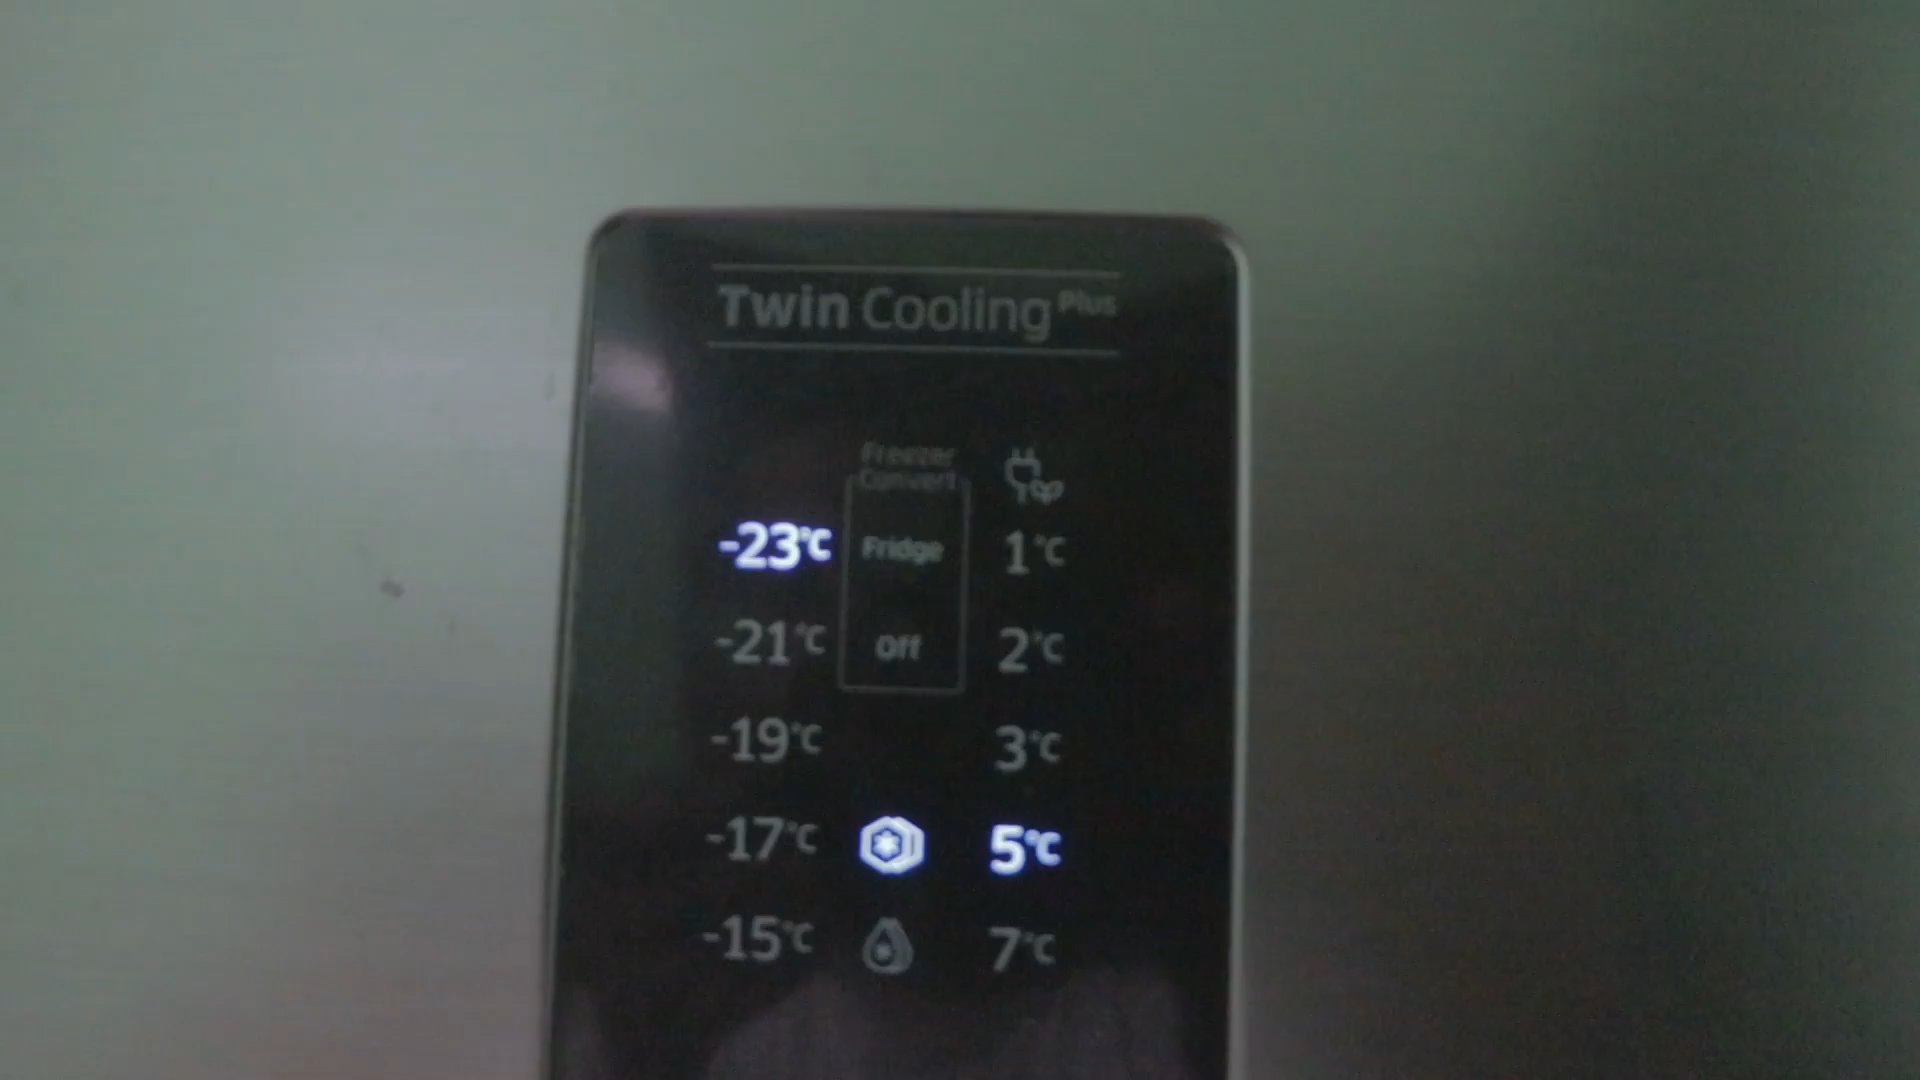 Twin Cooling Plus
Freezer
Convert
-23°C Fridge 1°C
-21°C Off 2°C
-19°C 3°C
-17°C 5°C
-15°C 7°C